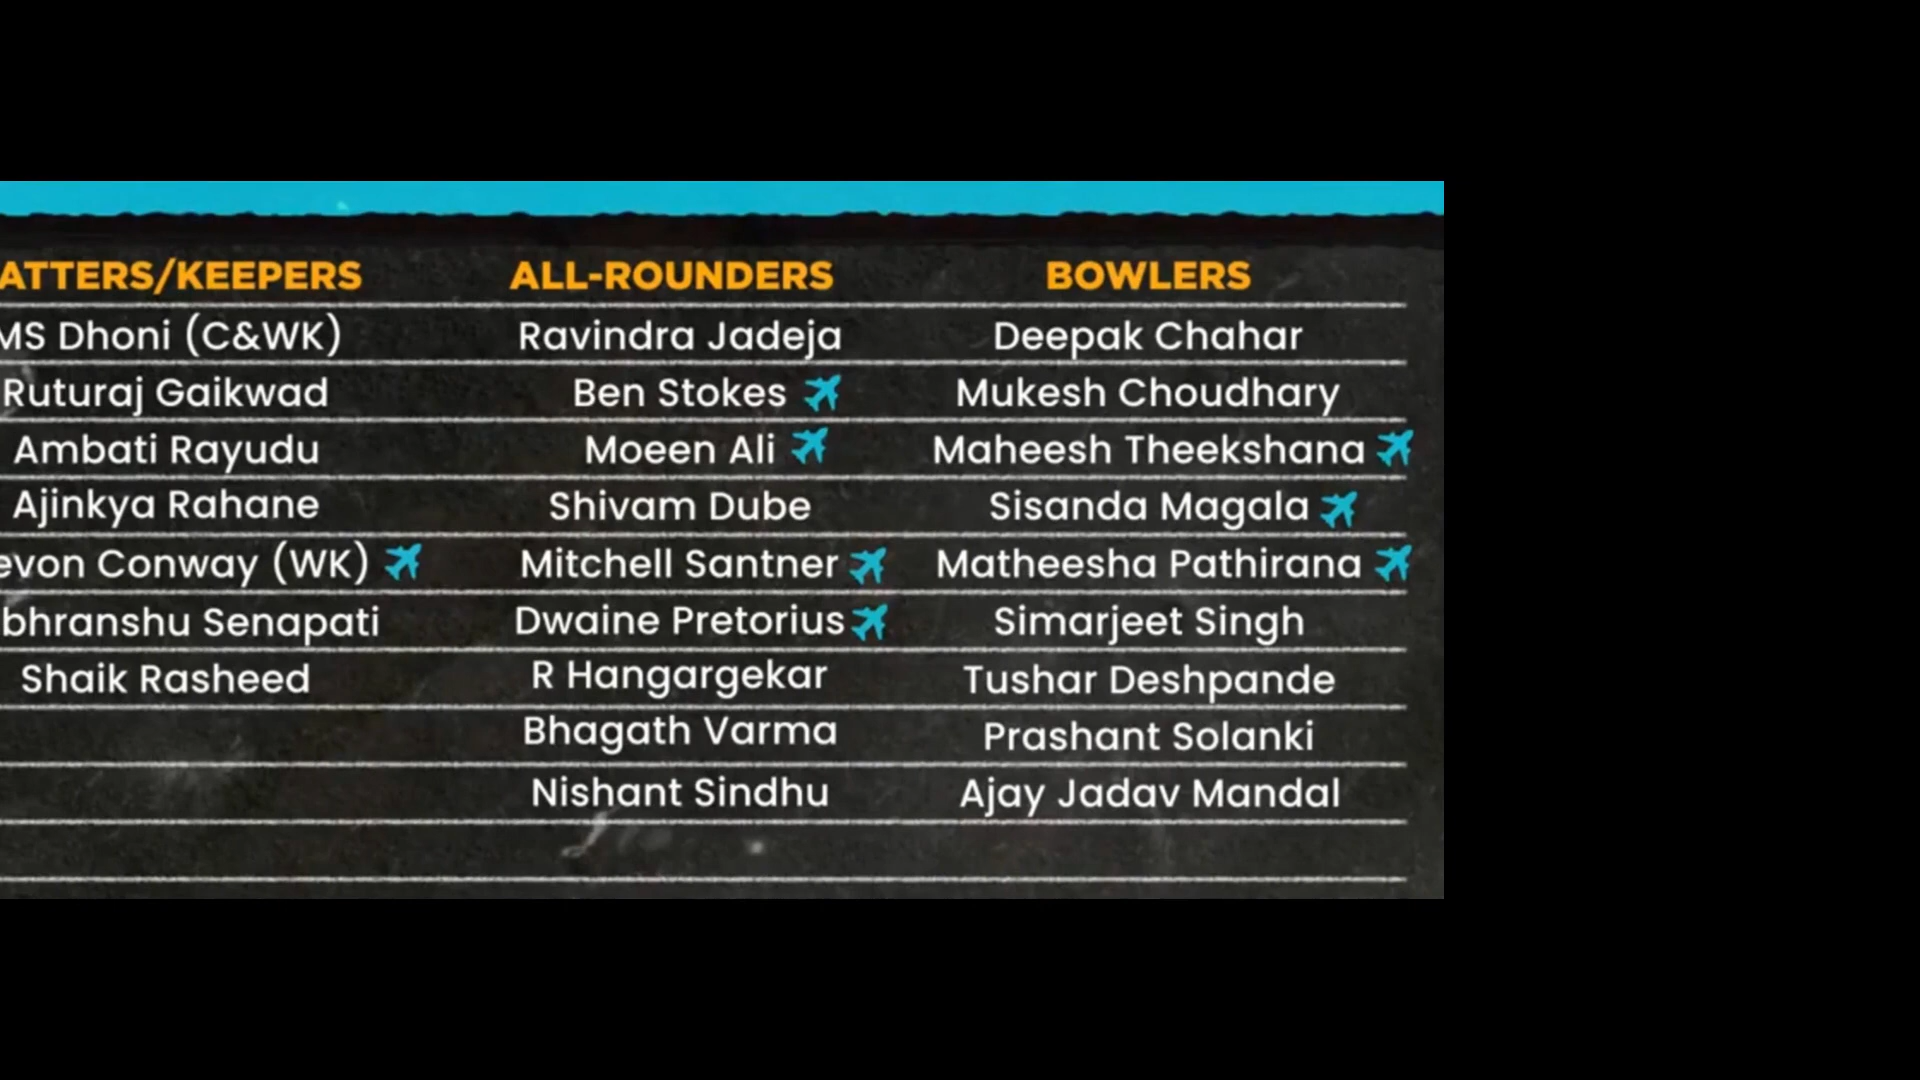 ATTERS/KEEPERS ALL-ROUNDERS BOWLERS
MS Dhoni (C&WK) Ravindra Jadeja Deepak Chahar
Ruturaj Gaikwad Ben Stokes Mukesh Choudhary
Ambati Rayudu Moeen Ali Maheesh Theekshana
Ajinkya Rahane Shivam Dube Sisanda Magala
evon Conway (WK) Mitchell Santner Matheesha Pathirana
bhranshu Senapati Dwaine Pretorius Simarjeet Singh
Shaik Rasheed R Hangargekar Tushar Deshpande
Bhagath Varma Prashant Solanki
Nishant Sindhu Ajay Jadav Mandal